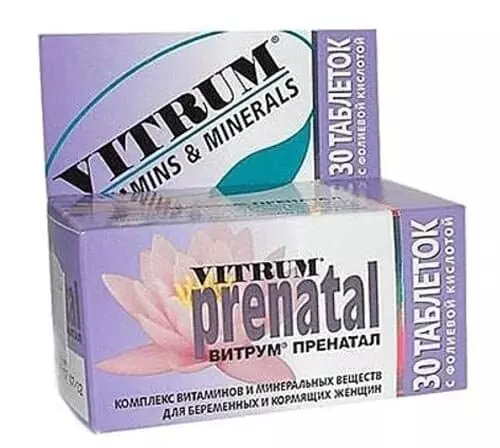 VITRUM®
VITAMINS & MINERALS
30 ТАБЛЕТОК
С ФОЛИЕВОЙ КИСЛОТОЙ
VITRUM®
prenatal
ВИТРУМ® ПРЕНАТАЛ
КОМПЛЕКС ВИТАМИНОВ И МИНЕРАЛЬНЫХ ВЕЩЕСТВ
ДЛЯ БЕРЕМЕННЫХ И КОРМЯЩИХ ЖЕНЩИН
30 ТАБЛЕТОК
С ФОЛИЕВОЙ КИСЛОТОЙ